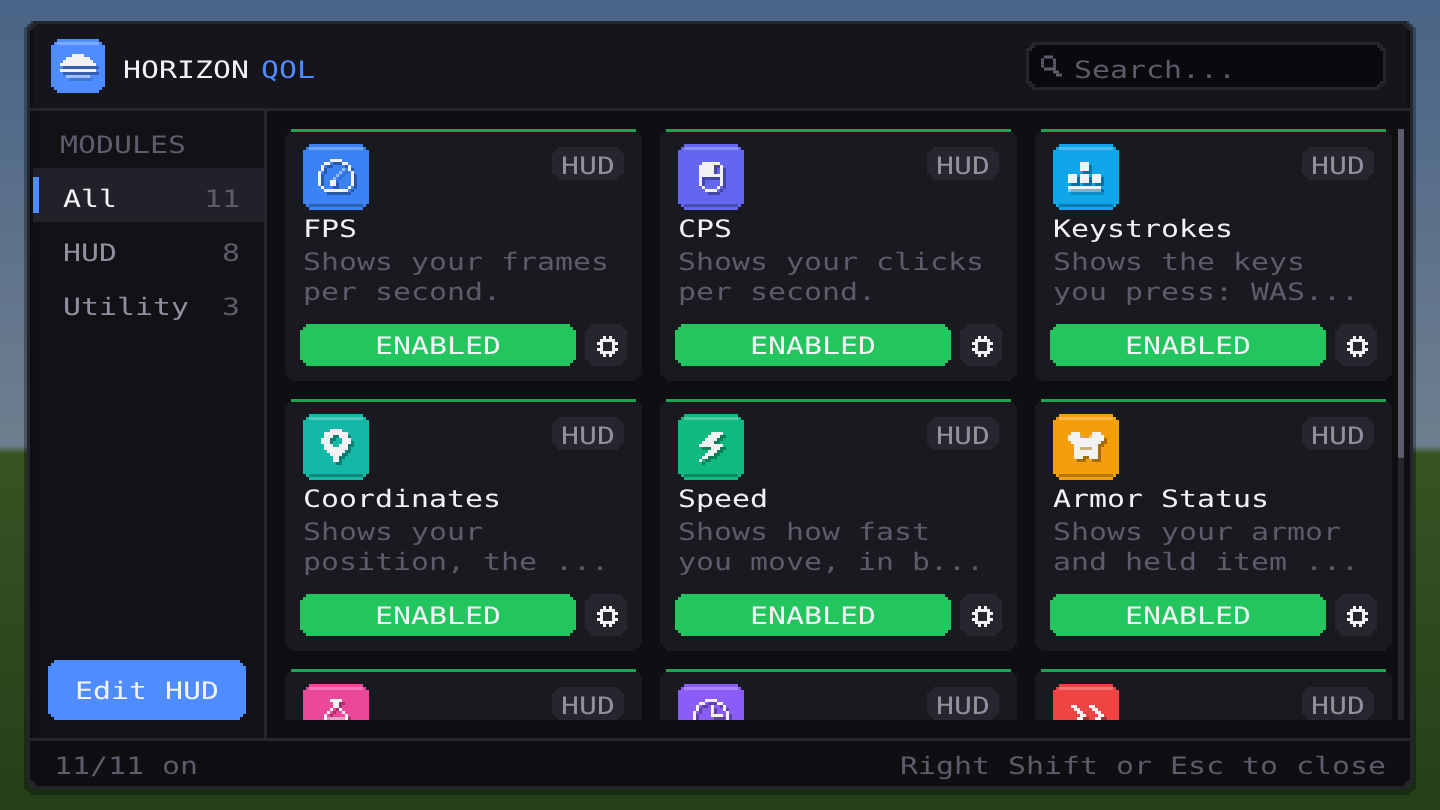 HORIZON QOL
Search...
MODULES
All 11
HUD 8
Utility 3
Edit HUD
HUD
FPS
Shows your frames
per second.
ENABLED
HUD
CPS
Shows your clicks
per second.
ENABLED
HUD
Keystrokes
Shows the keys
you press: WAS...
ENABLED
HUD
Coordinates
Shows your
position, the ...
ENABLED
HUD
Speed
Shows how fast
you move, in b...
ENABLED
HUD
Armor Status
Shows your armor
and held item ...
ENABLED
HUD
HUD
HUD
11/11 on
Right Shift or Esc to close